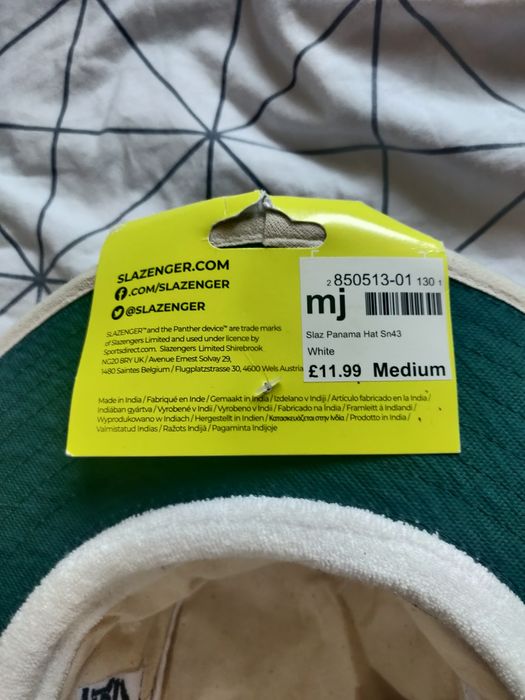 SLAZENGER.COM
.COM/SLAZENGER
@SLAZENGER
SLAZENGER™and the Panther device™ are trade marks
of Slazengers Limited and used under licence by
Sportsdirect.com. Slazengers Limited Shirebrook
NG20 8RY UK / Avenue Ernest Solvay 29,
1480 Saintes Belgium / Flugplatzstrasse 30, 4600 Wels Austria
2 850513-01 130 1
mj
Slaz Panama Hat Sn43
White
£11.99 Medium
Made in India / Fabriqué en Inde / Gemaakt in India / Izdelano v Indiji / Artículo fabricado en la India /
Indiában gyártva / Vyrobené v Indii / Vyrobeno v Indii / Fabricado na Índia / Framleitt á Indlandi /
Wyprodukowano w Indiach / Hergestellt in Indien / Κατασκευάζεται στην Ινδία / Prodotto in India /
Valmistatud Indias / Ražots Indijā / Pagaminta Indijoje